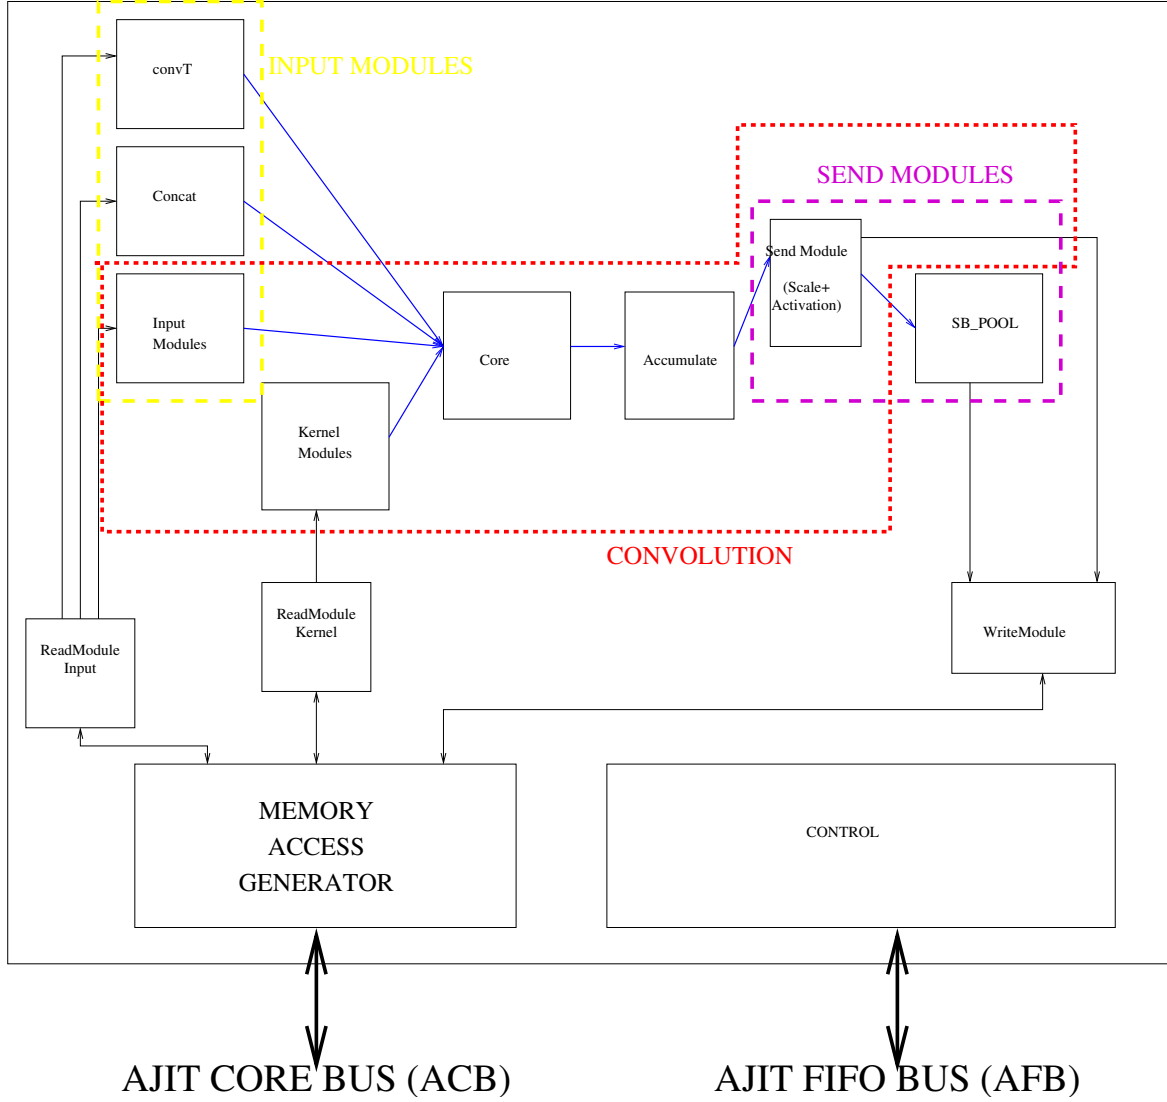 convT
INPUT MODULES
Concat
SEND MODULES
Send Module
(Scale+
Activation)
Input
Modules
SB_POOL
Core
Accumulate
Kernel
Modules
CONVOLUTION
ReadModule
Kernel
ReadModule
Input
WriteModule
MEMORY
ACCESS
GENERATOR
CONTROL
AJIT CORE BUS (ACB)
AJIT FIFO BUS (AFB)